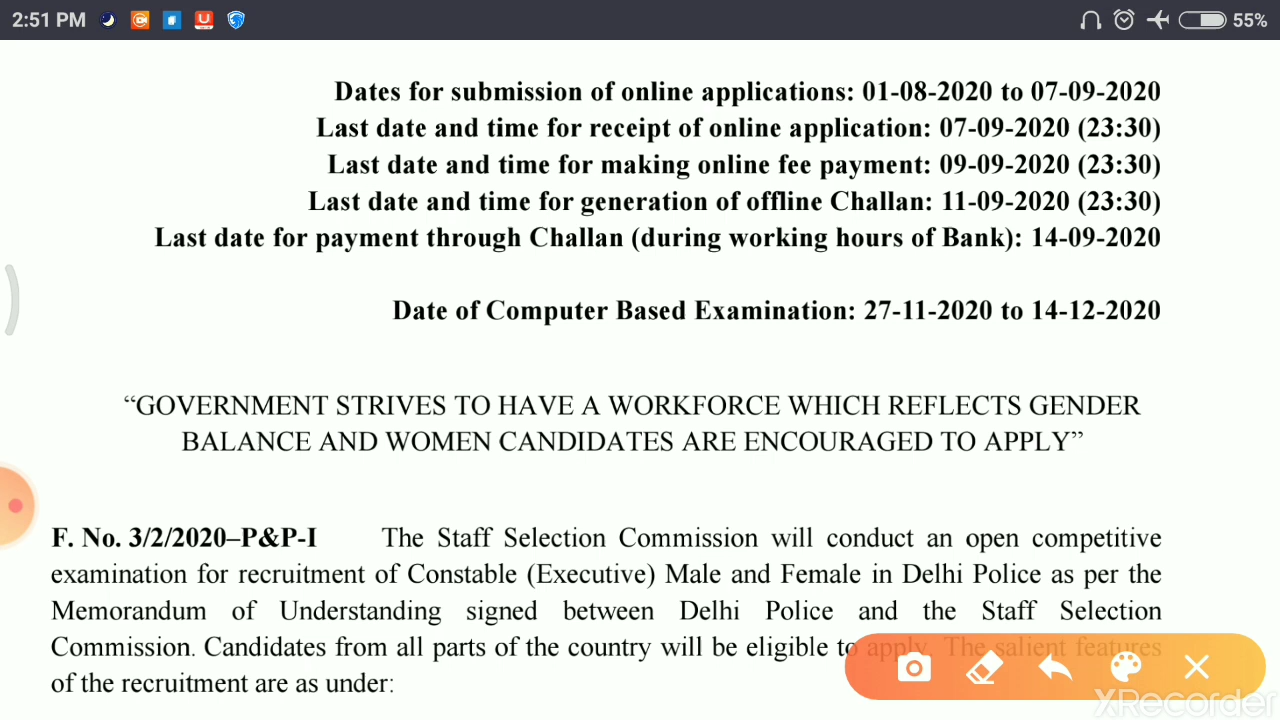 2:51 PM
55%
Dates for submission of online applications: 01-08-2020 to 07-09-2020
Last date and time for receipt of online application: 07-09-2020 (23:30)
Last date and time for making online fee payment: 09-09-2020 (23:30)
Last date and time for generation of offline Challan: 11-09-2020 (23:30)
Last date for payment through Challan (during working hours of Bank): 14-09-2020
Date of Computer Based Examination: 27-11-2020 to 14-12-2020
“GOVERNMENT STRIVES TO HAVE A WORKFORCE WHICH REFLECTS GENDER
BALANCE AND WOMEN CANDIDATES ARE ENCOURAGED TO APPLY”
F. No. 3/2/2020–P&P-I The Staff Selection Commission will conduct an open competitive
examination for recruitment of Constable (Executive) Male and Female in Delhi Police as per the
Memorandum of Understanding signed between Delhi Police and the Staff Selection
Commission. Candidates from all parts of the country will be eligible to apply. The salient features
of the recruitment are as under:
XRecorder